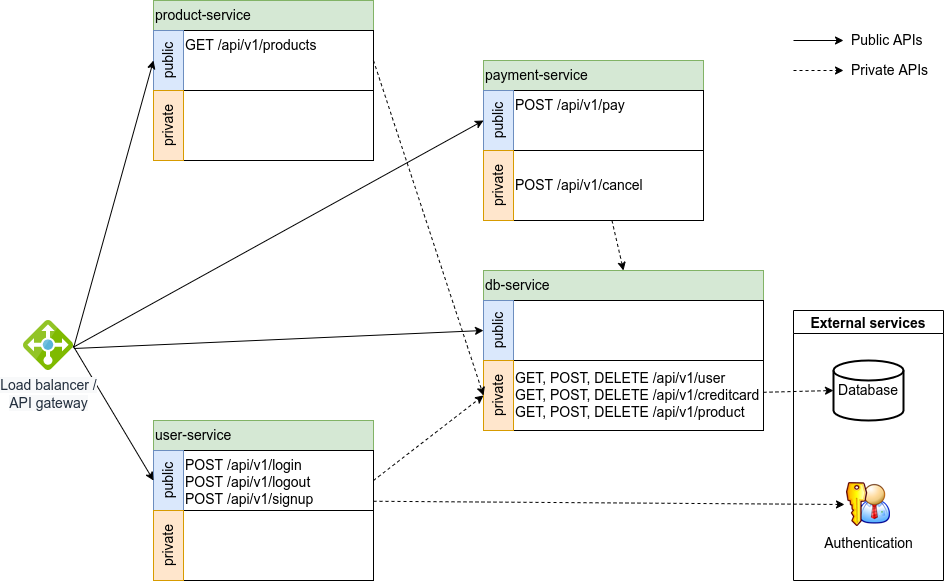 product-service
public
GET /api/v1/products
private
payment-service
public
POST /api/v1/pay
private
POST /api/v1/cancel
Public APIs
Private APIs
db-service
public
private
GET, POST, DELETE /api/v1/user
GET, POST, DELETE /api/v1/creditcard
GET, POST, DELETE /api/v1/product
External services
Database
Authentication
Load balancer /
API gateway
user-service
public
POST /api/v1/login
POST /api/v1/logout
POST /api/v1/signup
private